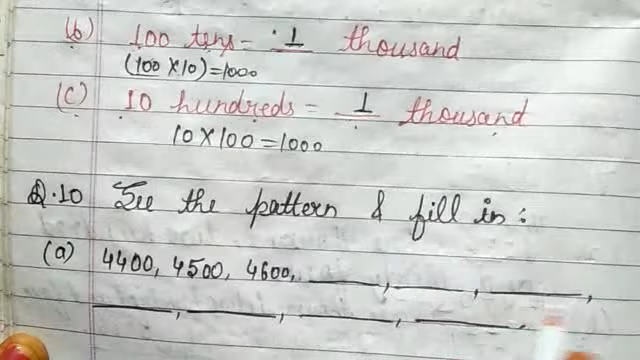 (b) 100 tens = 1 thousand
(100 × 10) = 1000
(c) 10 hundreds = 1 thousand
10 × 100 = 1000
Q.10 See the pattern & fill in :
(a) 4400, 4500, 4600, ____, ____, ____,
____, ____, ____, ____.